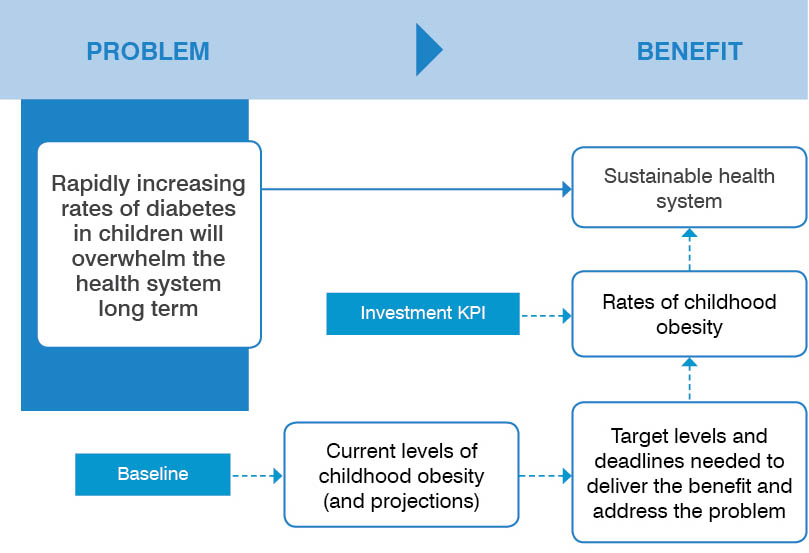 PROBLEM
BENEFIT
Rapidly increasing
rates of diabetes
in children will
overwhelm the
health system
long term
Sustainable health
system
Investment KPI
Rates of childhood
obesity
Baseline
Current levels of
childhood obesity
(and projections)
Target levels and
deadlines needed to
deliver the benefit and
address the problem